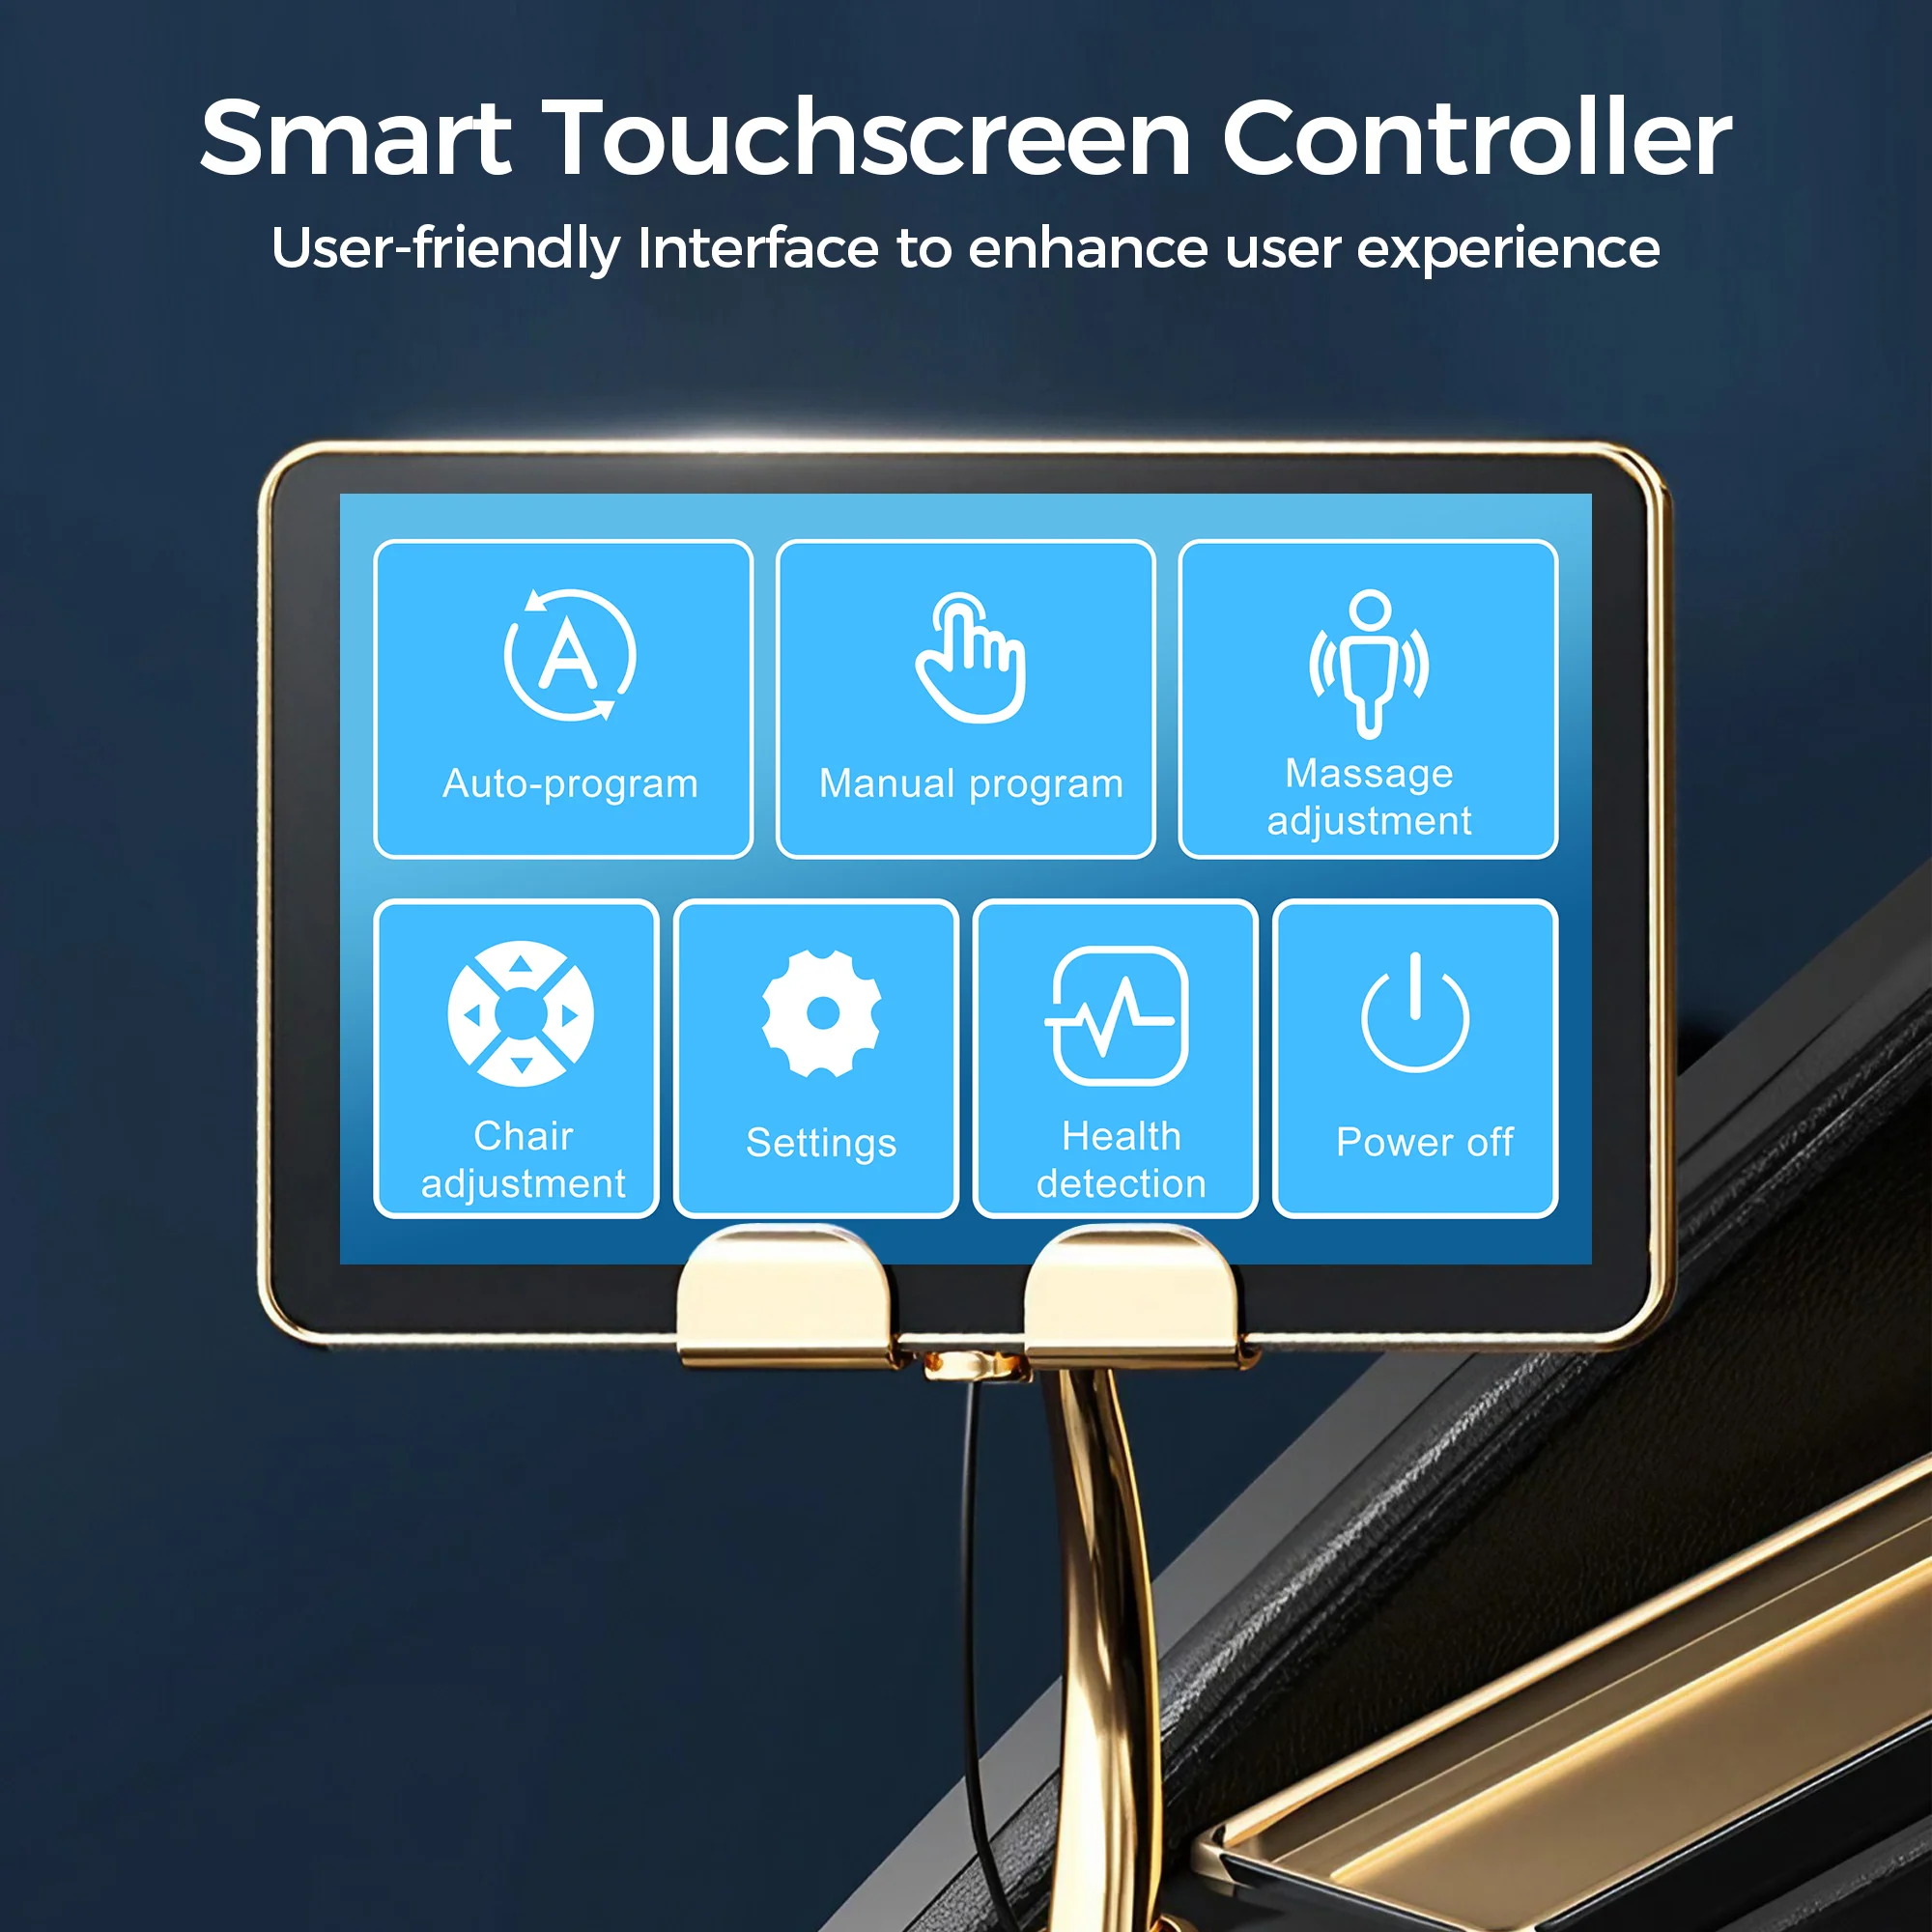 Smart Touchscreen Controller
User-friendly Interface to enhance user experience
A
Auto-program
Manual program
Massage
adjustment
Chair
adjustment
Settings
Health
detection
Power off